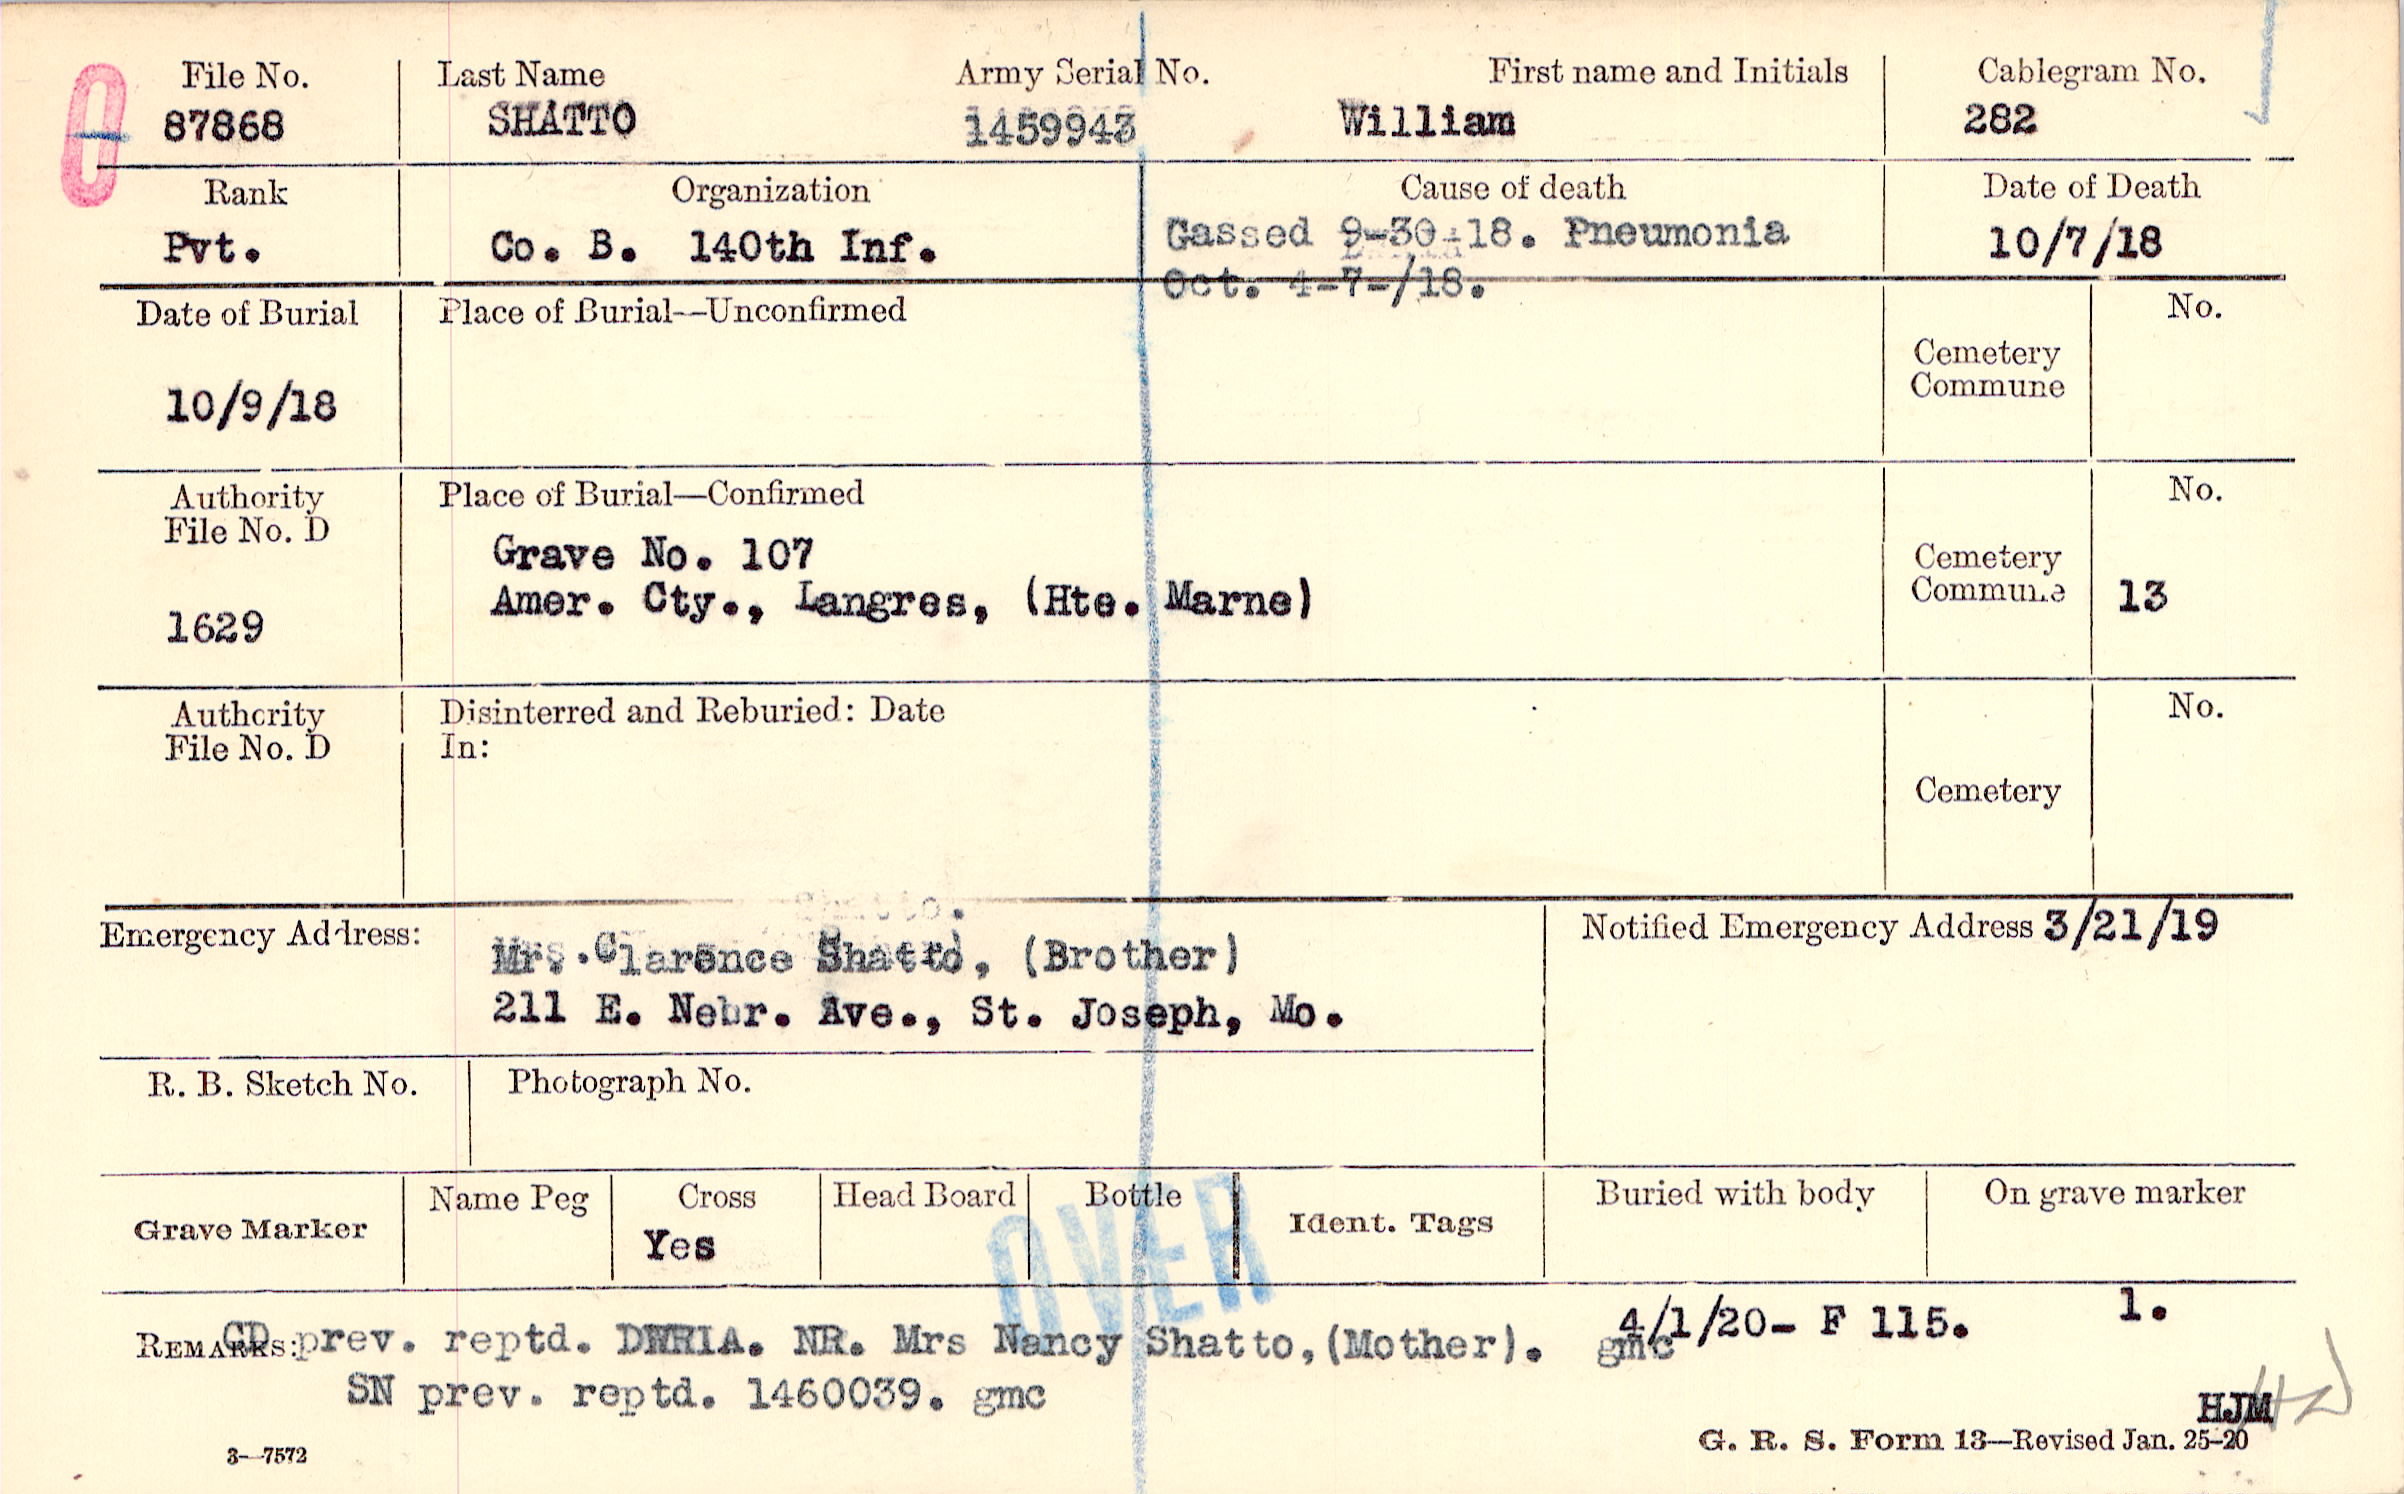 File No. Last Name Army Serial No. First name and Initials Cablegram No.
87868 SHATTO 1459943 William 282
Rank Organization Cause of death Date of Death
Pvt. Co. B. 140th Inf. Gassed 9-30-18. Pneumonia 10/7/18
Oct. 4-7-/18.
Date of Burial Place of Burial—Unconfirmed No.
Cemetery
Commune
10/9/18
Authority Place of Burial—Confirmed No.
File No. D
Grave No. 107 Cemetery
Amer. Cty., Langres, (Hte. Marne) Commune 13
1629
Authority Disinterred and Reburied: Date No.
File No. D In:
Cemetery
Emergency Address: Notified Emergency Address 3/21/19
Clarence Shatto, (Brother)
211 E. Nebr. Ave., St. Joseph, Mo.
R. B. Sketch No. Photograph No.
Grave Marker Name Peg Cross Head Board Bottle Ident. Tags Buried with body On grave marker
Yes
OVER
4/1/20- F 115. 1.
REMARKS: CD prev. reptd. DWRIA. NR. Mrs Nancy Shatto,(Mother). gmc
SN prev. reptd. 1460039. gmc
HJM
3—7572 G. R. S. Form 13—Revised Jan. 25-20